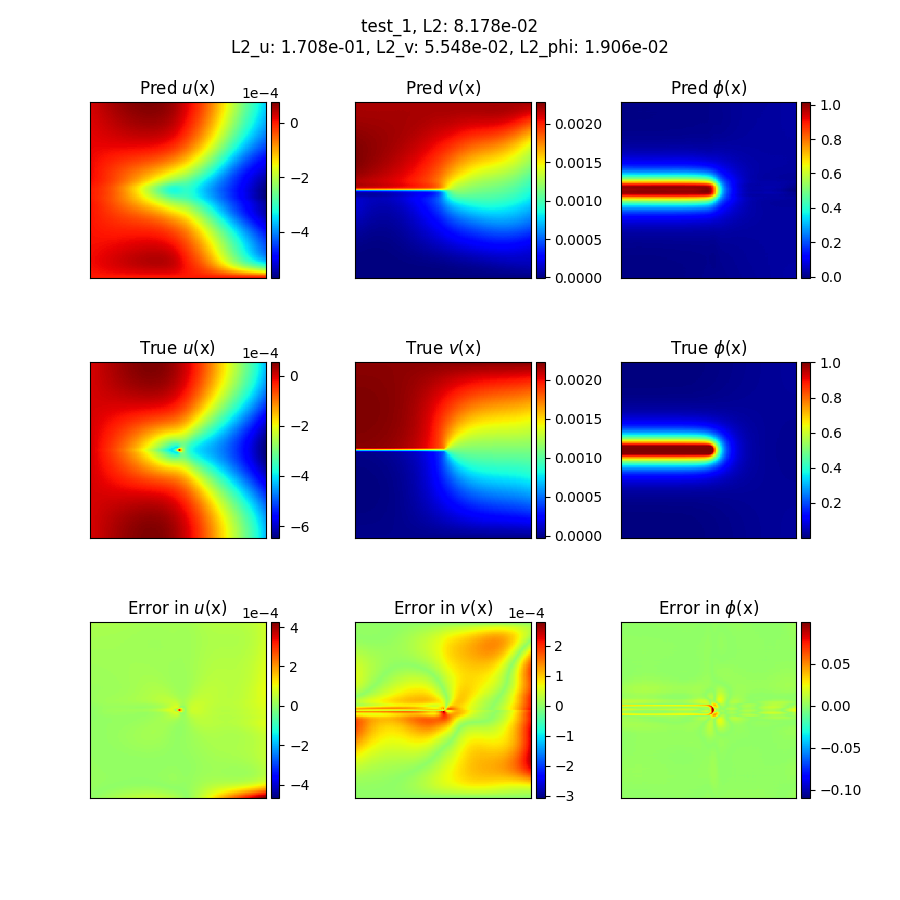 test_1, L2: 8.178e-02
L2_u: 1.708e-01, L2_v: 5.548e-02, L2_phi: 1.906e-02
Pred u(x)
1e−4
0
−2
−4
Pred v(x)
0.0020
0.0015
0.0010
0.0005
0.0000
Pred ϕ(x)
1.0
0.8
0.6
0.4
0.2
0.0
True u(x)
1e−4
0
−2
−4
−6
True v(x)
0.0020
0.0015
0.0010
0.0005
0.0000
True ϕ(x)
1.0
0.8
0.6
0.4
0.2
Error in u(x)
1e−4
4
2
0
−2
−4
Error in v(x)
1e−4
2
1
0
−1
−2
−3
Error in ϕ(x)
0.05
0.00
−0.05
−0.10